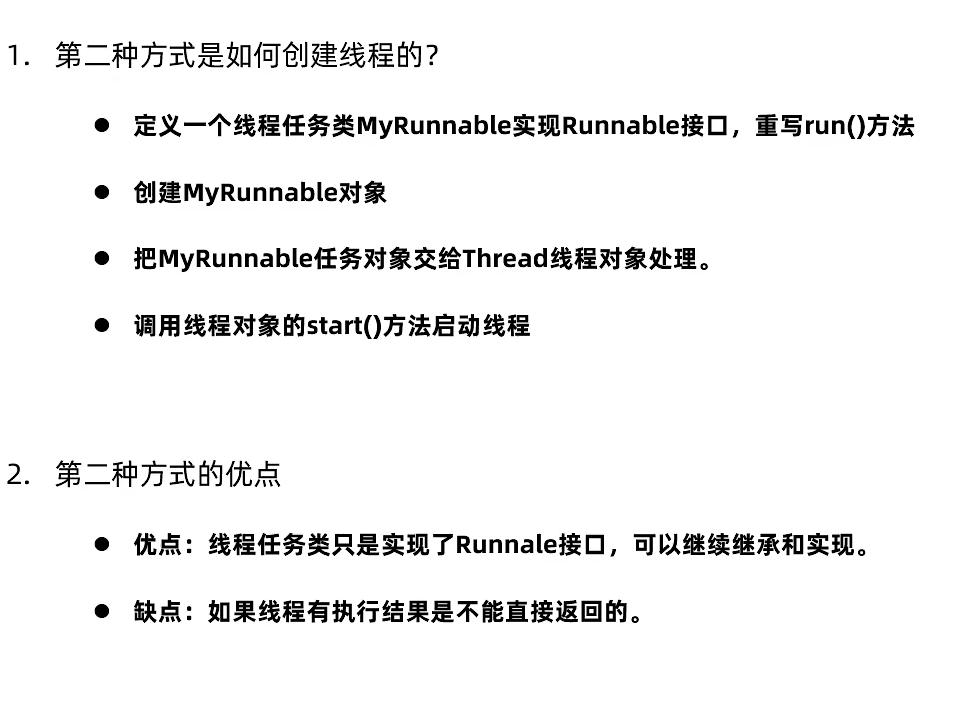 1. 第二种方式是如何创建线程的?
● 定义一个线程任务类MyRunnable实现Runnable接口，重写run()方法
● 创建MyRunnable对象
● 把MyRunnable任务对象交给Thread线程对象处理。
● 调用线程对象的start()方法启动线程
2. 第二种方式的优点
● 优点：线程任务类只是实现了Runnale接口，可以继续继承和实现。
● 缺点：如果线程有执行结果是不能直接返回的。